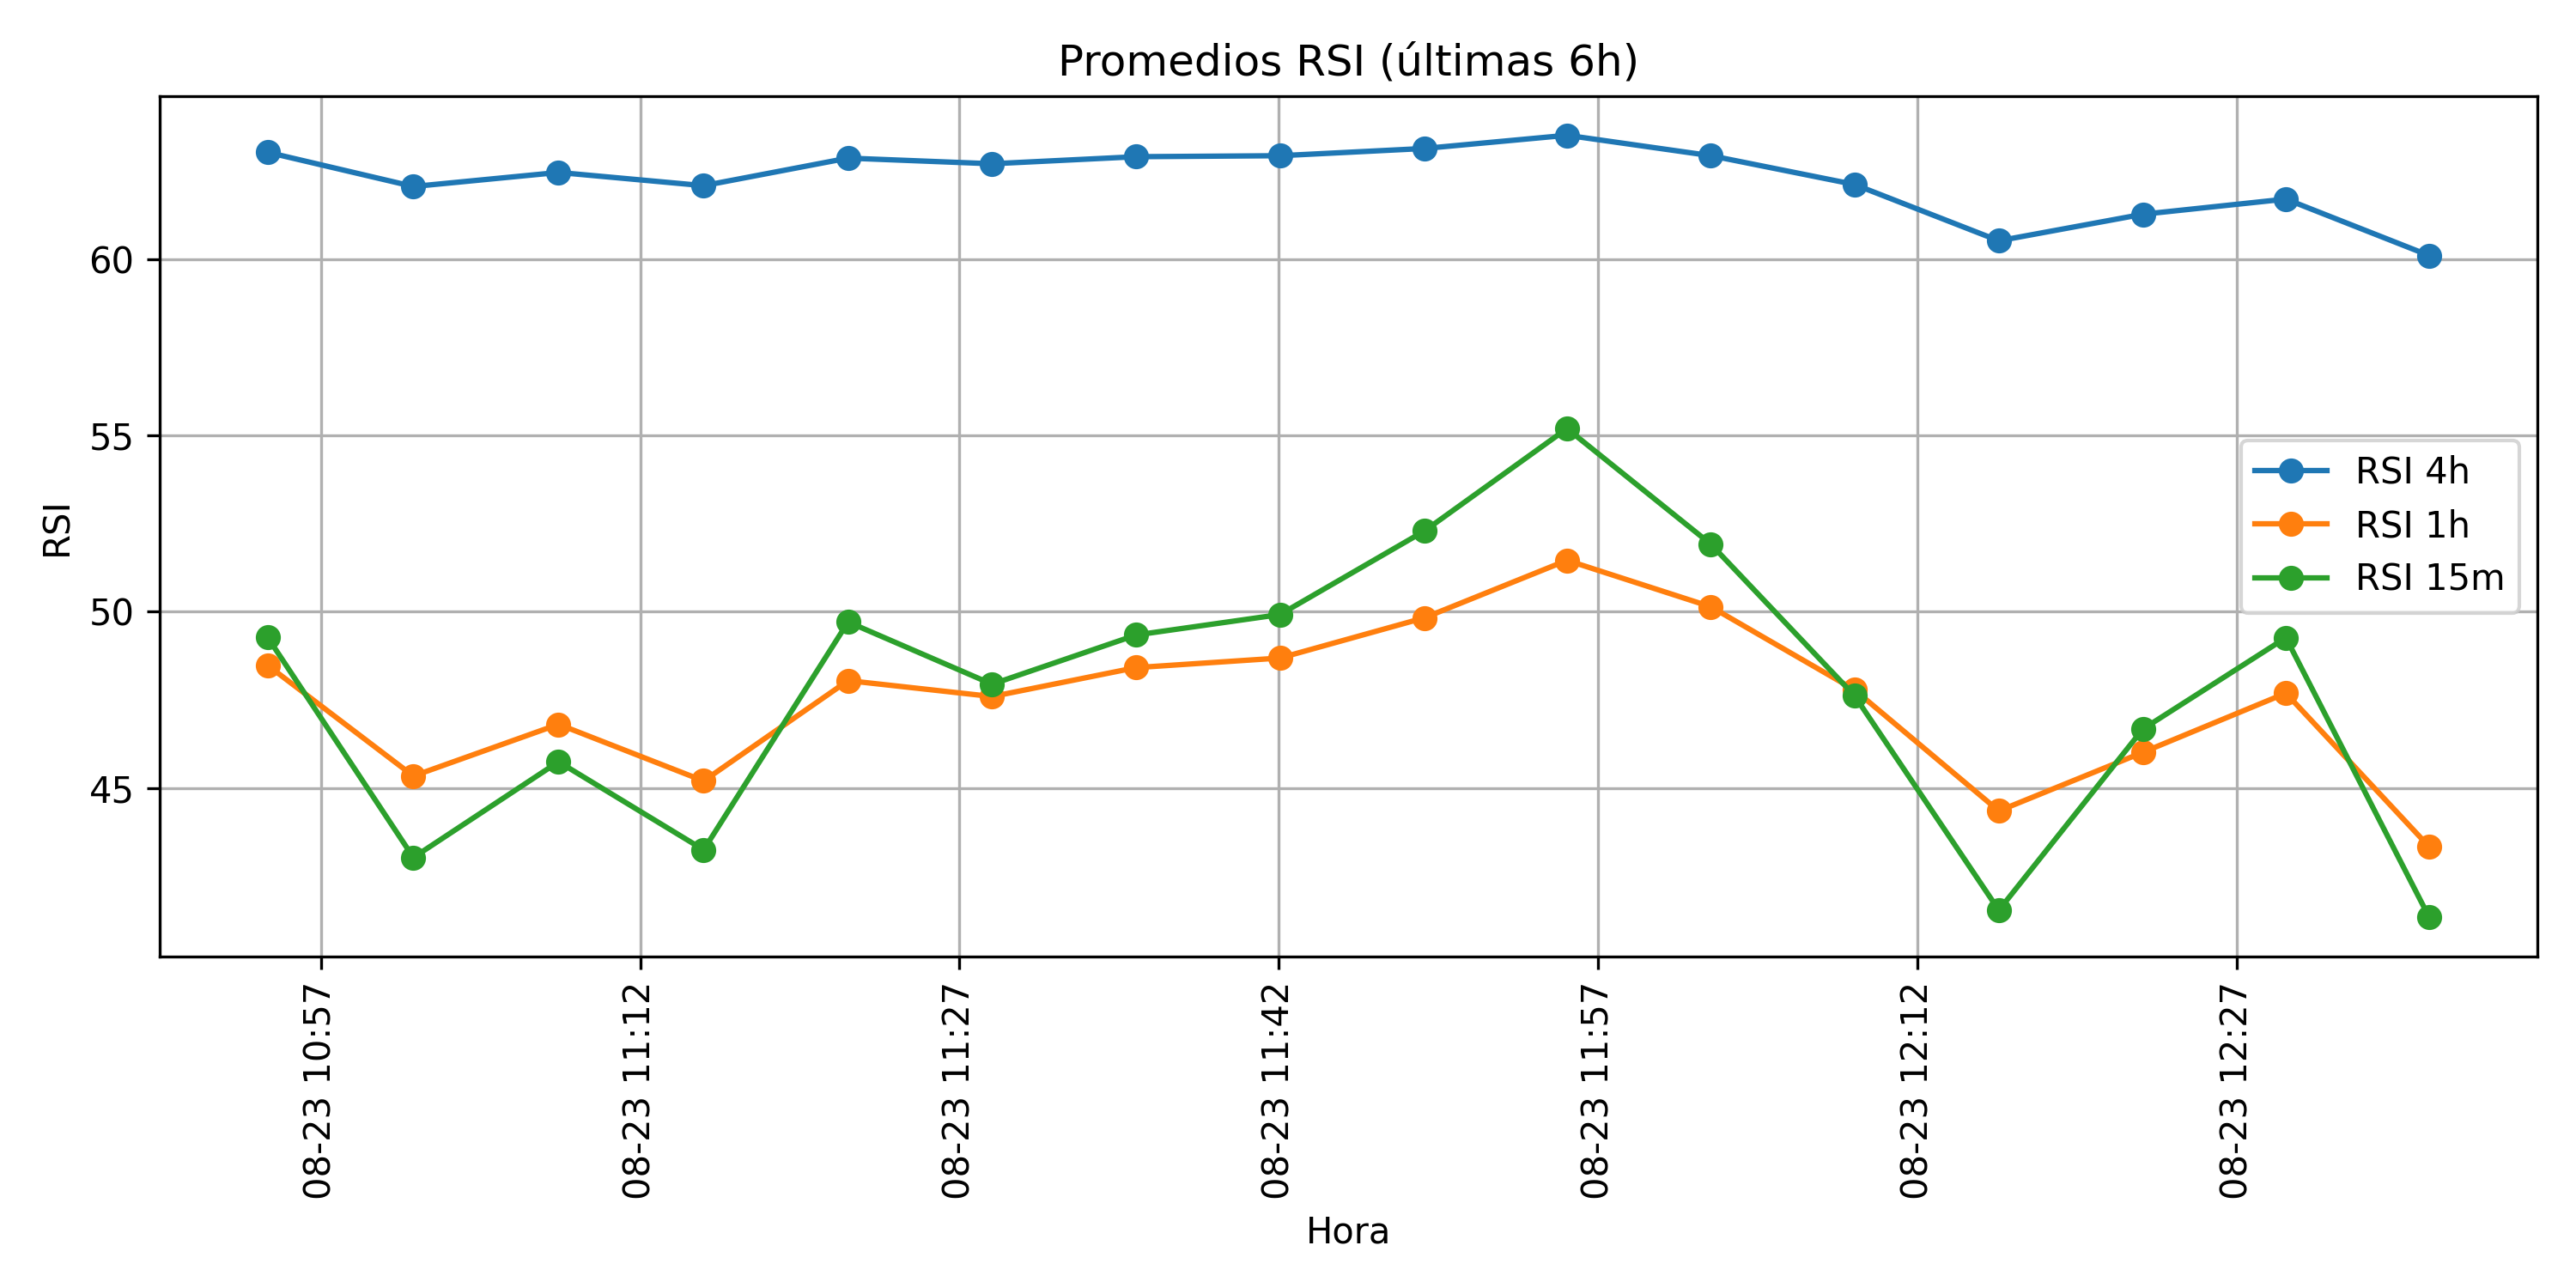 Promedios RSI (últimas 6h)
RSI
60
55
50
45
RSI 4h
RSI 1h
RSI 15m
08-23 10:57
08-23 11:12
08-23 11:27
08-23 11:42
08-23 11:57
08-23 12:12
08-23 12:27
Hora